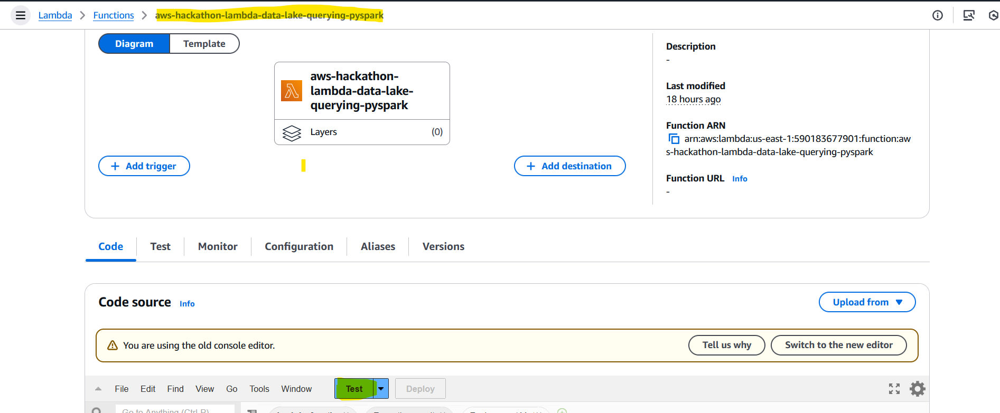 Lambda > Functions > aws-hackathon-lambda-data-lake-querying-pyspark
Diagram Template
aws-hackathon-
lambda-data-lake-
querying-pyspark
Layers (0)
+ Add trigger
+ Add destination
Description
-
Last modified
18 hours ago
Function ARN
arn:aws:lambda:us-east-1:590183677901:function:aw
s-hackathon-lambda-data-lake-querying-pyspark
Function URL Info
-
Code Test Monitor Configuration Aliases Versions
Code source Info
Upload from
You are using the old console editor.
Tell us why
Switch to the new editor
File Edit Find View Go Tools Window Test Deploy
Go to Anything (Ctrl-P)